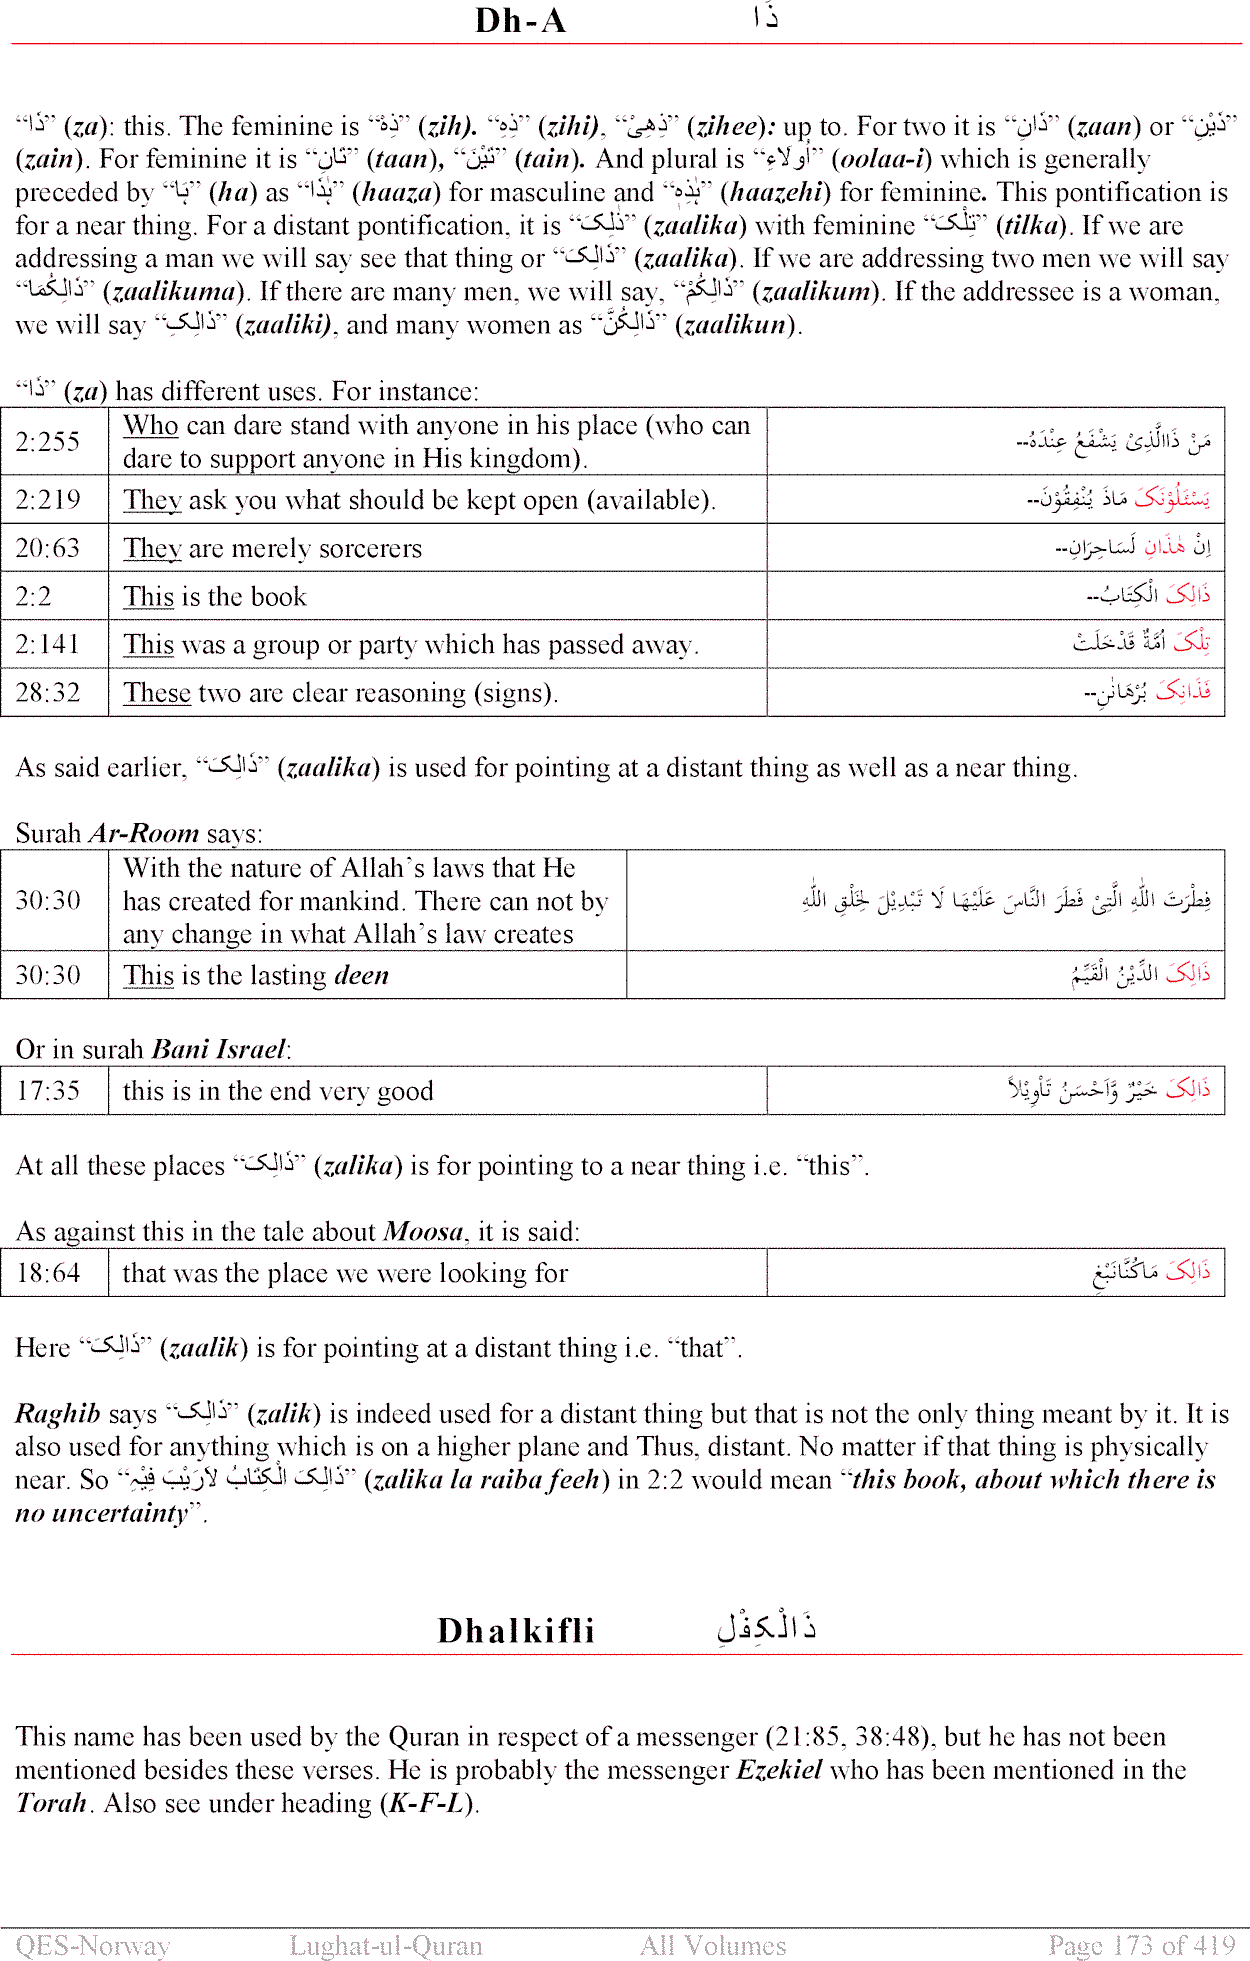 Dh-A ذَا
“ذَا” (za): this. The feminine is “ذِهْ” (zih). “ذِهِ” (zihi), “ذِهِیْ” (zihee): up to. For two it is “ذَانِ” (zaan) or “ذَيْنِ”
(zain). For feminine it is “تَانِ” (taan), “تَيْنَ” (tain). And plural is “أُولَاءِ” (oolaa-i) which is generally
preceded by “ہَا” (ha) as “ہٰذَا” (haaza) for masculine and “ہٰذِہٖ” (haazehi) for feminine. This pontification is
for a near thing. For a distant pontification, it is “ذٰلِکَ” (zaalika) with feminine “تِلْکَ” (tilka). If we are
addressing a man we will say see that thing or “ذَالِکَ” (zaalika). If we are addressing two men we will say
“ذَالِکُمَا” (zaalikuma). If there are many men, we will say, “ذَالِکُمْ” (zaalikum). If the addressee is a woman,
we will say “ذَالِکِ” (zaaliki), and many women as “ذَالِکُنَّ” (zaalikun).
“ذَا” (za) has different uses. For instance:
2:255 Who can dare stand with anyone in his place (who can
dare to support anyone in His kingdom). مَنْ ذَاالَّذِیْ يَشْفَعُ عِنْدَهُ--
2:219 They ask you what should be kept open (available). يَسْئَلُوْنَکَ مَاذَ يُنْفِقُوْنَ--
20:63 They are merely sorcerers اِنْ هٰذَانِ لَسَاحِرَانِ--
2:2 This is the book ذَالِکَ الْکِتَابُ--
2:141 This was a group or party which has passed away. تِلْکَ اُمَّةٌ قَدْخَلَتْ
28:32 These two are clear reasoning (signs). فَذَانِکَ بُرْهَانٰنِ--
As said earlier, “ذَالِکَ” (zaalika) is used for pointing at a distant thing as well as a near thing.
Surah Ar-Room says:
30:30 With the nature of Allah’s laws that He
has created for mankind. There can not by
any change in what Allah’s law creates فِطْرَتَ اللّٰهِ الَّتِیْ فَطَرَ النَّاسَ عَلَيْهَا لَا تَبْدِيْلَ لِخَلْقِ اللّٰهِ
30:30 This is the lasting deen ذَالِکَ الدِّيْنُ الْقَيِّمُ
Or in surah Bani Israel:
17:35 this is in the end very good ذَالِکَ خَيْرٌ وَّاَحْسَنُ تَأْوِيْلاً
At all these places “ذَالِکَ” (zalika) is for pointing to a near thing i.e. “this”.
As against this in the tale about Moosa, it is said:
18:64 that was the place we were looking for ذَالِکَ مَاکُنَّانَبْغِ
Here “ذَالِکَ” (zaalik) is for pointing at a distant thing i.e. “that”.
Raghib says “ذَالِکَ” (zalik) is indeed used for a distant thing but that is not the only thing meant by it. It is
also used for anything which is on a higher plane and Thus, distant. No matter if that thing is physically
near. So “ذَالِکَ الْکِتَابُ لاَرَيْبَ فِيْہِ” (zalika la raiba feeh) in 2:2 would mean “this book, about which there is
no uncertainty”.
Dhalkifli ذَالْکِفْلِ
This name has been used by the Quran in respect of a messenger (21:85, 38:48), but he has not been
mentioned besides these verses. He is probably the messenger Ezekiel who has been mentioned in the
Torah. Also see under heading (K-F-L).
QES-Norway Lughat-ul-Quran All Volumes Page 173 of 419